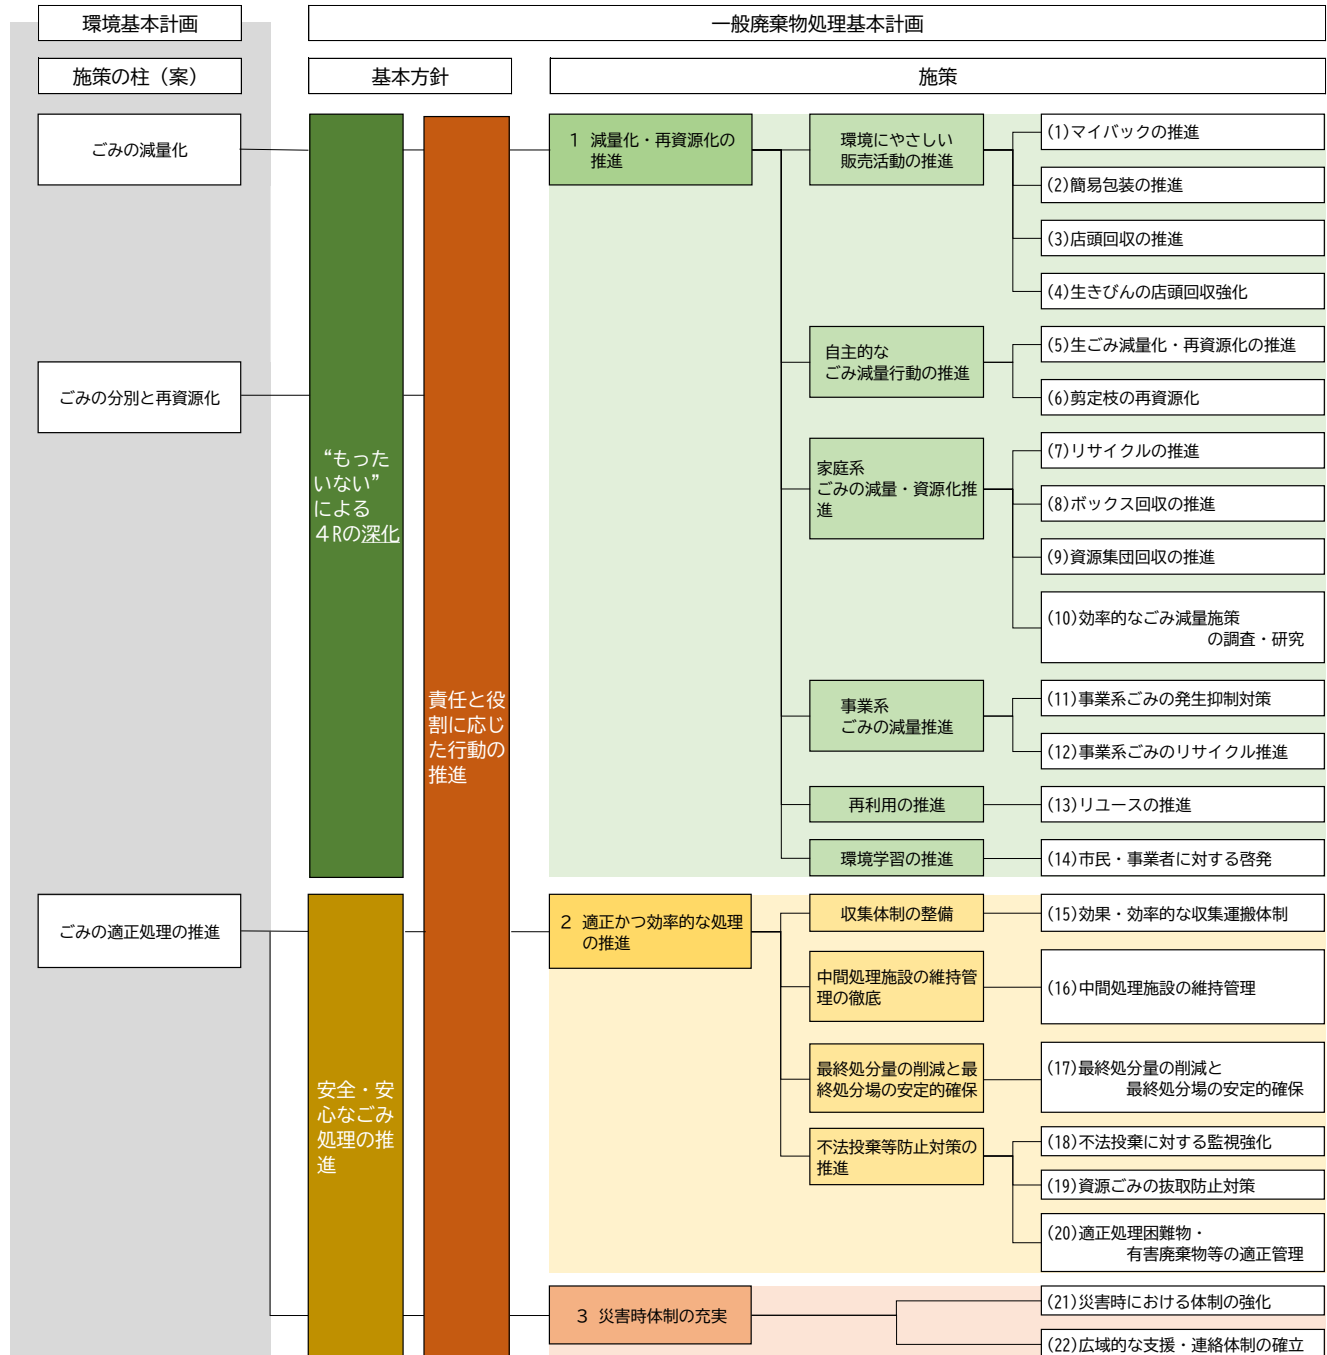 環境基本計画
一般廃棄物処理基本計画
施策の柱（案）
基本方針
施策
ごみの減量化
ごみの分別と再資源化
ごみの適正処理の推進
“もった
いない”
による
４Rの深化
安全・安
心なごみ
処理の推
進
責任と役
割に応じ
た行動の
推進
１ 減量化・再資源化の
推進
環境にやさしい
販売活動の推進
(1)マイバックの推進
(2)簡易包装の推進
(3)店頭回収の推進
(4)生きびんの店頭回収強化
自主的な
ごみ減量行動の推進
(5)生ごみ減量化・再資源化の推進
(6)剪定枝の再資源化
家庭系
ごみの減量・資源化推
進
(7)リサイクルの推進
(8)ボックス回収の推進
(9)資源集団回収の推進
(10)効率的なごみ減量施策
の調査・研究
事業系
ごみの減量推進
(11)事業系ごみの発生抑制対策
(12)事業系ごみのリサイクル推進
再利用の推進
(13)リユースの推進
環境学習の推進
(14)市民・事業者に対する啓発
２ 適正かつ効率的な処理
の推進
収集体制の整備
(15)効果・効率的な収集運搬体制
中間処理施設の維持管
理の徹底
(16)中間処理施設の維持管理
最終処分量の削減と最
終処分場の安定的確保
(17)最終処分量の削減と
最終処分場の安定的確保
不法投棄等防止対策の
推進
(18)不法投棄に対する監視強化
(19)資源ごみの抜取防止対策
(20)適正処理困難物・
有害廃棄物等の適正管理
３ 災害時体制の充実
(21)災害時における体制の強化
(22)広域的な支援・連絡体制の確立